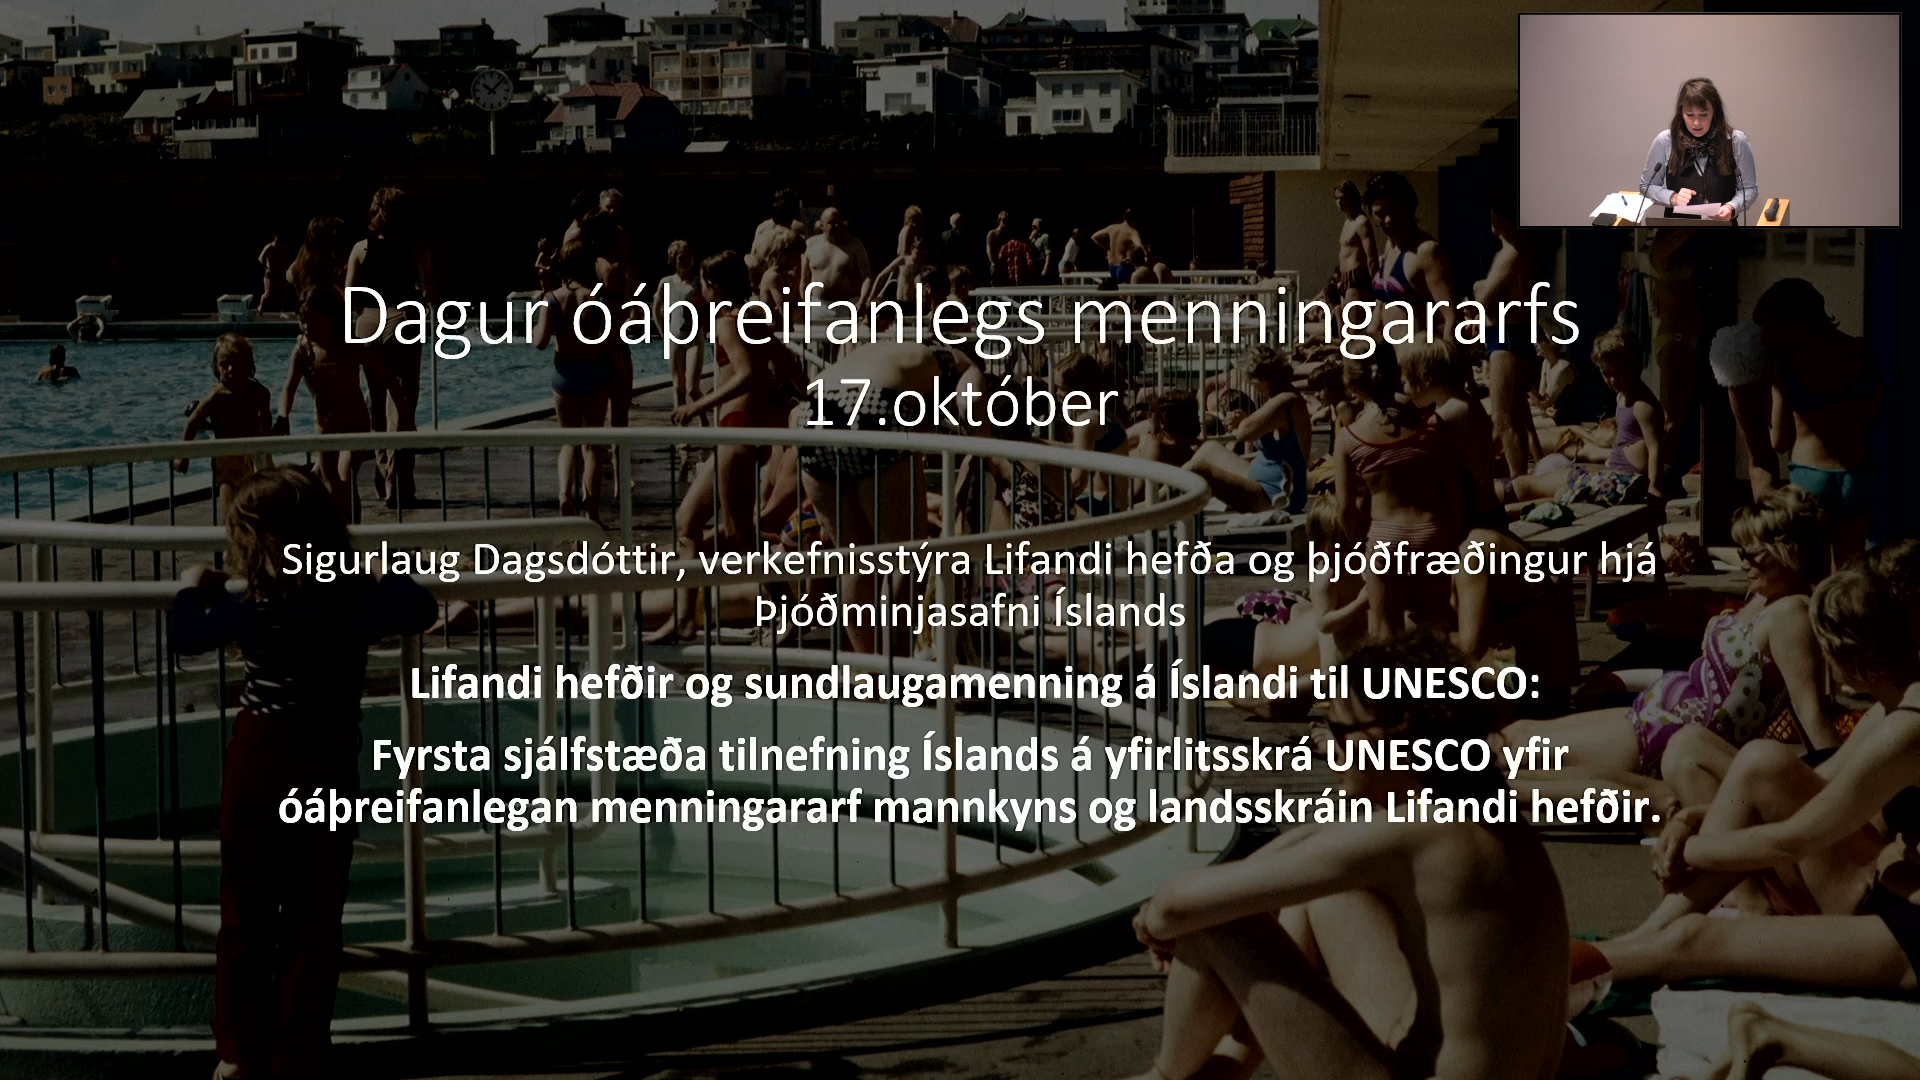 Dagur óáþreifanlegs menningararfs
17.október
Sigurlaug Dagsdóttir, verkefnisstýra Lifandi hefða og þjóðfræðingur hjá
Þjóðminjasafni Íslands
Lifandi hefðir og sundlaugamenning á Íslandi til UNESCO:
Fyrsta sjálfstæða tilnefning Íslands á yfirlitsskrá UNESCO yfir
óáþreifanlegan menningararf mannkyns og landsskráin Lifandi hefðir.